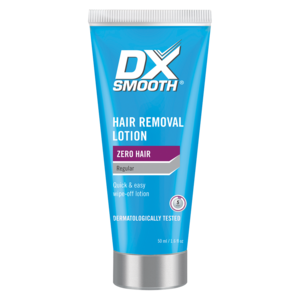 DX
SMOOTH®
HAIR REMOVAL
LOTION
ZERO HAIR
Regular
Quick & easy
wipe-off lotion
DERMATOLOGICALLY TESTED